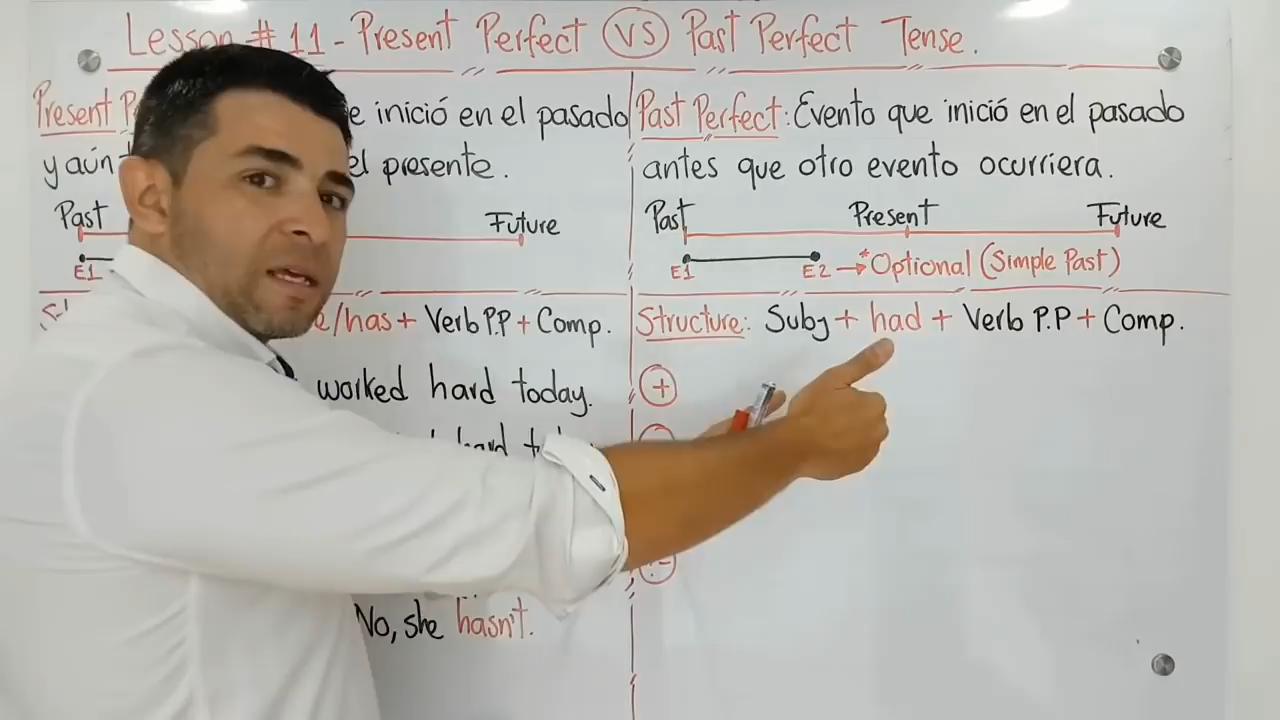 Lesson # 11 - Present Perfect VS Past Perfect Tense.
Present inició en el pasado
y aún el presente.
Past Future
E1
have/has + Verb P.P + Comp.
worked hard today.
hard
No, she hasn't.
Past Perfect: Evento que inició en el pasado
antes que otro evento ocurriera.
Past Present Future
E1 E2 → *Optional (Simple Past)
Structure: Subj + had + Verb P.P + Comp.
+